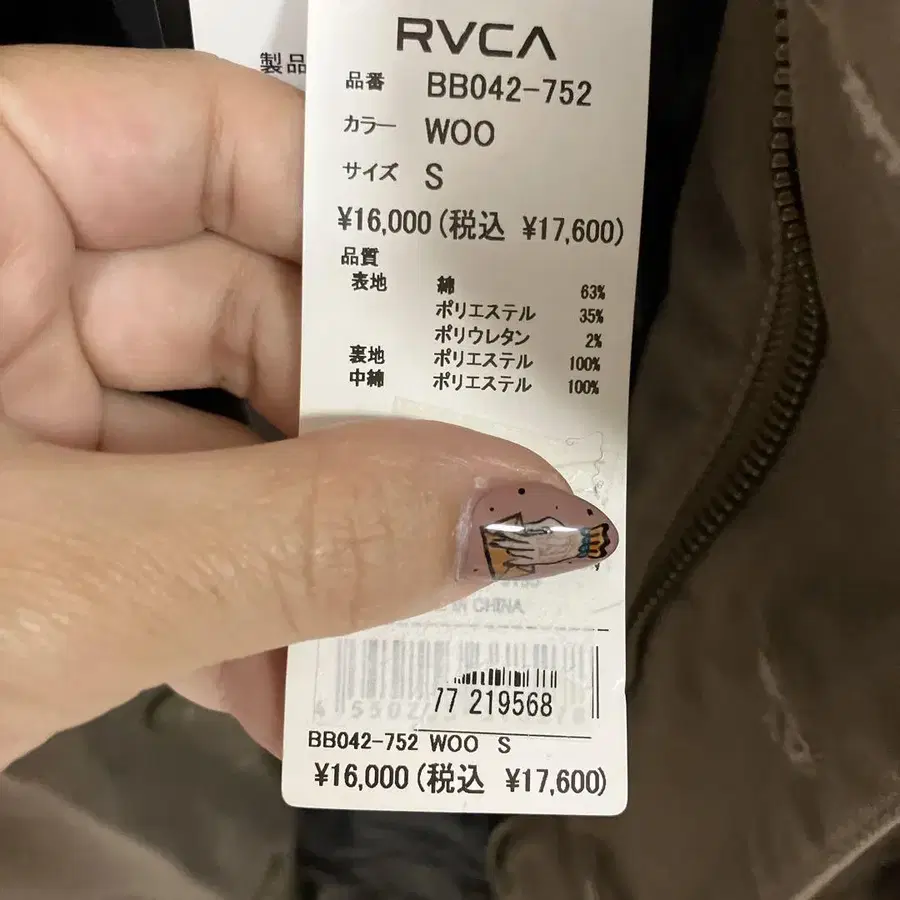 製品
RVCA
品番 BB042-752
カラー WOO
サイズ S
¥16,000(税込 ¥17,600)
品質
表地 綿 63%
ポリエステル 35%
ポリウレタン 2%
裏地 ポリエステル 100%
中綿 ポリエステル 100%
IN CHINA
77 219568
BB042-752 WOO S
¥16,000(税込 ¥17,600)